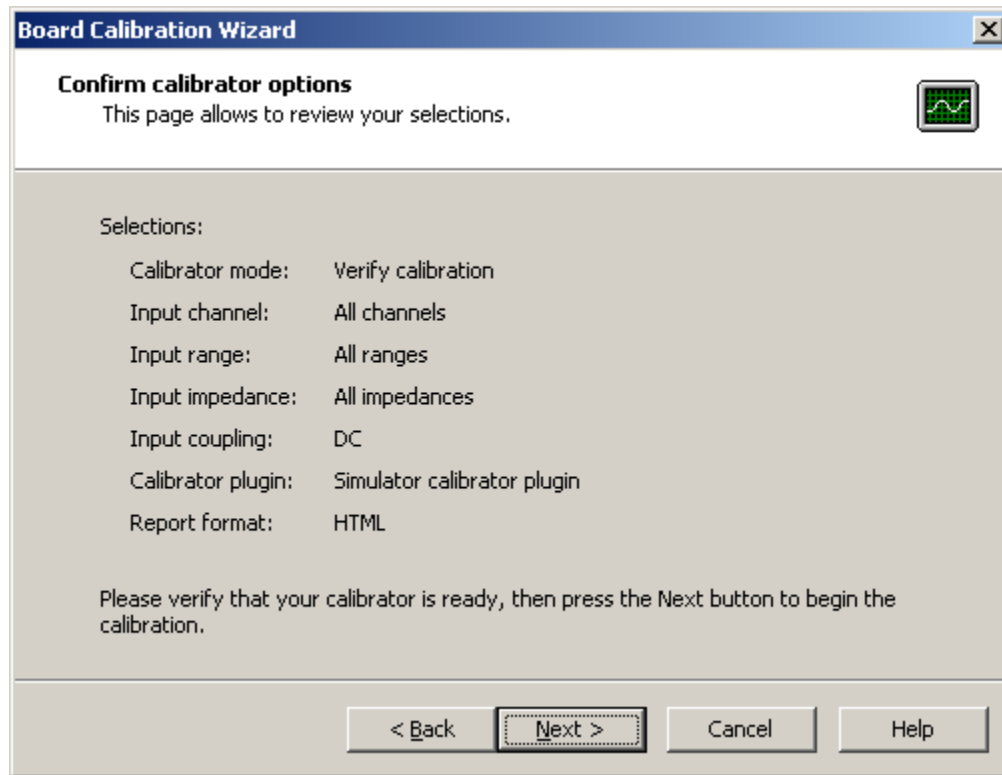 Board Calibration Wizard
Confirm calibrator options
This page allows to review your selections.
Selections:
Calibrator mode: Verify calibration
Input channel: All channels
Input range: All ranges
Input impedance: All impedances
Input coupling: DC
Calibrator plugin: Simulator calibrator plugin
Report format: HTML
Please verify that your calibrator is ready, then press the Next button to begin the
calibration.
< Back Next > Cancel Help